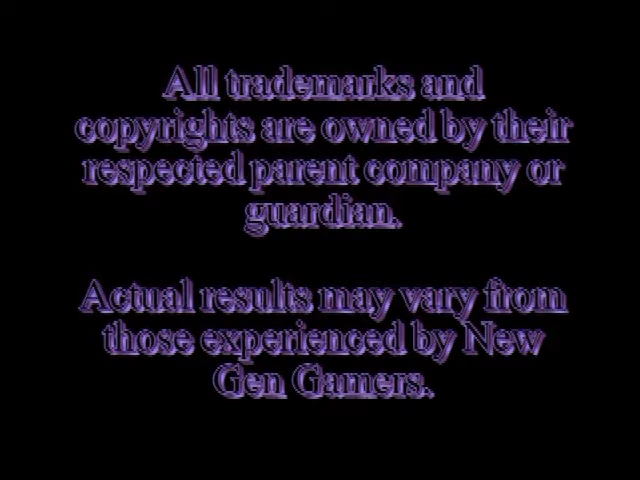 All trademarks and
copyrights are owned by their
respected parent company or
guardian.
Actual results may vary from
those experienced by New
Gen Gamers.